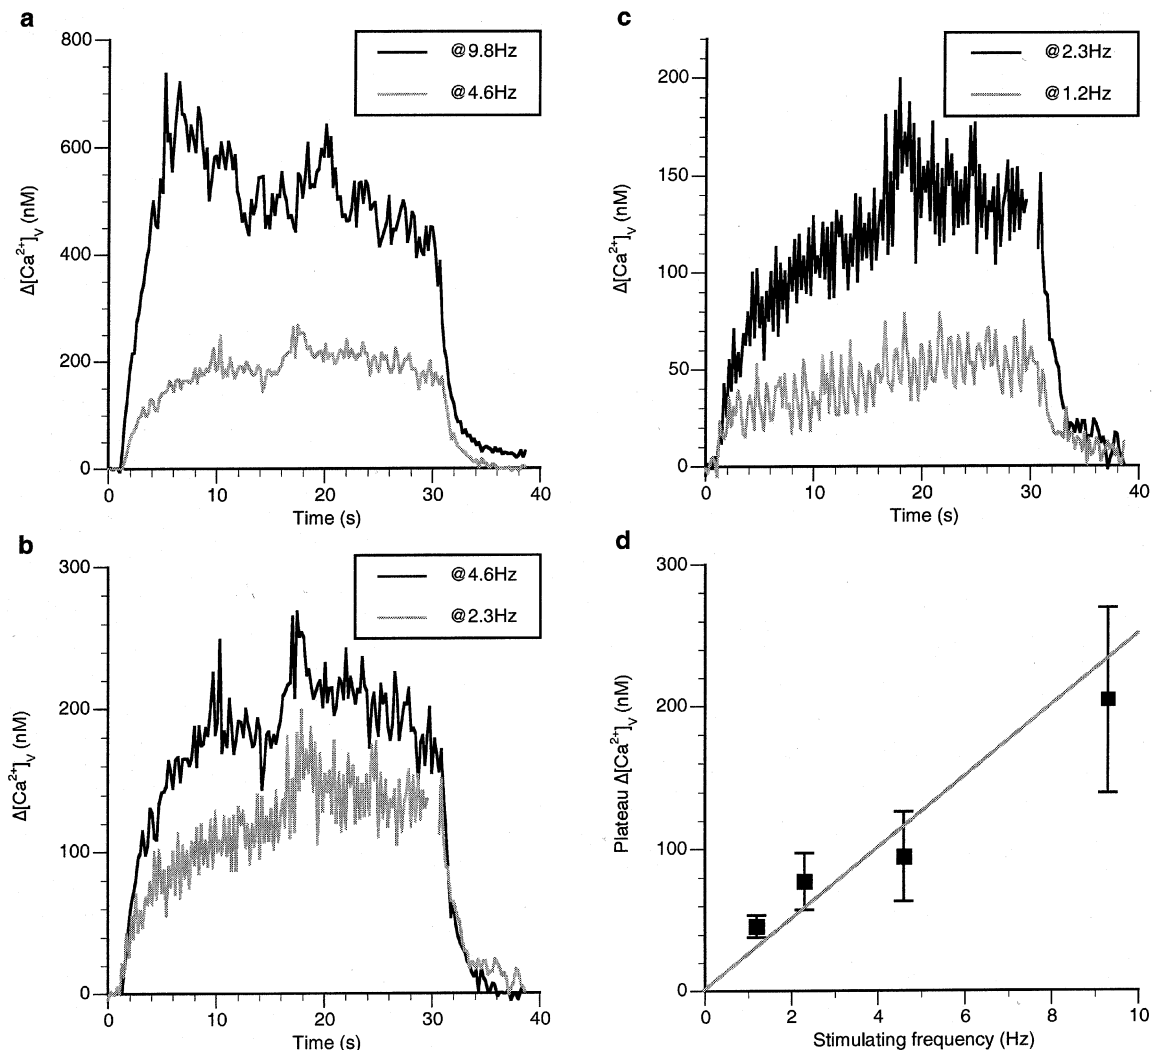 a
800
600
400
200
0
Δ[Ca²⁺]ᵥ (nM)
@9.8Hz
@4.6Hz
0 10 20 30 40
Time (s)
c
200
150
100
50
0
Δ[Ca²⁺]ᵥ (nM)
@2.3Hz
@1.2Hz
0 10 20 30 40
Time (s)
b
300
200
100
0
Δ[Ca²⁺]ᵥ (nM)
@4.6Hz
@2.3Hz
0 10 20 30 40
Time (s)
d
300
200
100
0
Plateau Δ[Ca²⁺]ᵥ (nM)
0 2 4 6 8 10
Stimulating frequency (Hz)